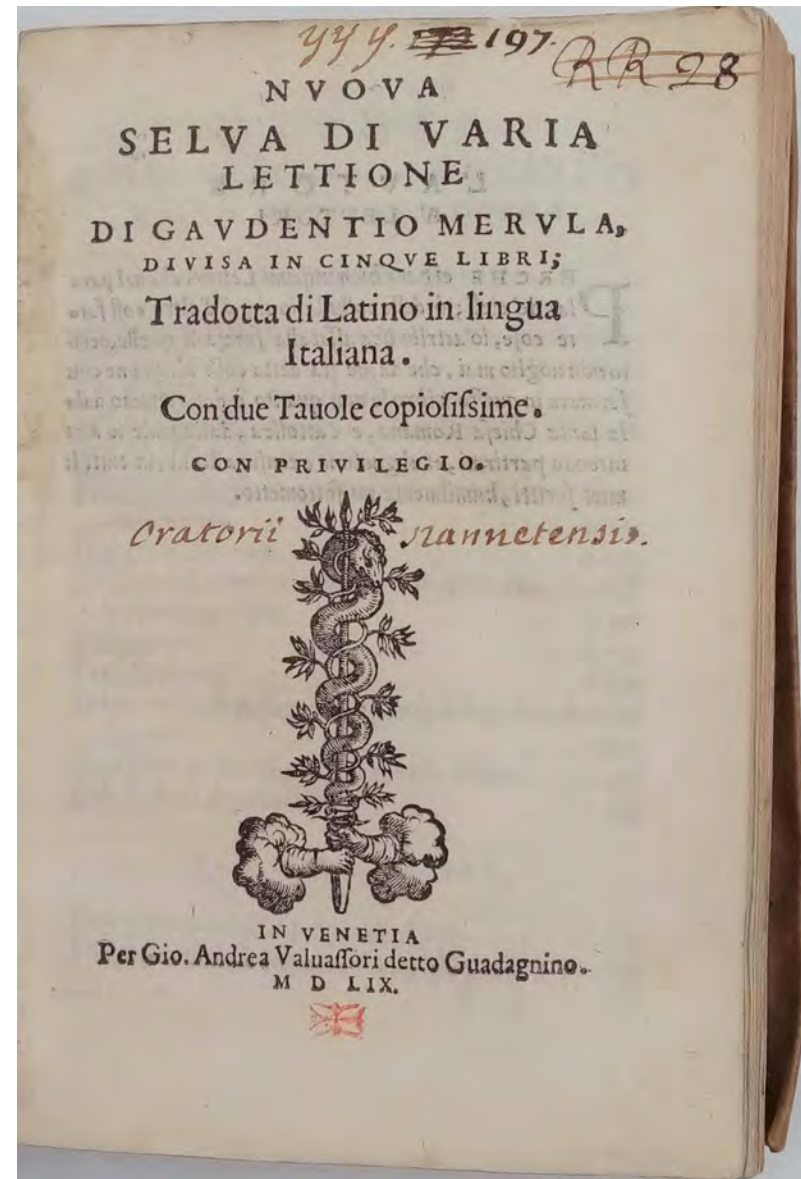 yyy. 197.
RR 28
NVOVA
SELVA DI VARIA
LETTIONE
DI GAVDENTIO MERVLA,
DIVISA IN CINQVE LIBRI;
Tradotta di Latino in lingua
Italiana.
Con due Tauole copioſiſsime.
CON PRIVILEGIO.
Oratorii nannetensis.
IN VENETIA
Per Gio. Andrea Valuaſſori detto Guadagnino.
M D LIX.